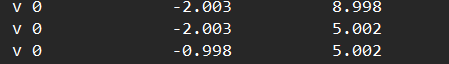 v 0 -2.003 8.998
v 0 -2.003 5.002
v 0 -0.998 5.002